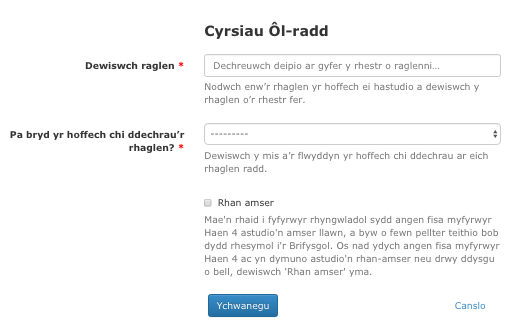 Cyrsiau Ôl-radd
Dewiswch raglen *
Dechreuwch deipio ar gyfer y rhestr o raglenni...
Nodwch enw'r rhaglen yr hoffech ei hastudio a dewiswch y
rhaglen o'r rhestr fer.
Pa bryd yr hoffech chi ddechrau'r
rhaglen? *
---------
Dewiswch y mis a'r flwyddyn yr hoffech chi ddechrau ar eich
rhaglen radd.
Rhan amser
Mae'n rhaid i fyfyrwyr rhyngwladol sydd angen fisa myfyrwyr
Haen 4 astudio'n amser llawn, a byw o fewn pellter teithio bob
dydd rhesymol i'r Brifysgol. Os nad ydych angen fisa myfyrwyr
Haen 4 ac yn dymuno astudio'n rhan-amser neu drwy ddysgu
o bell, dewiswch 'Rhan amser' yma.
Ychwanegu
Canslo